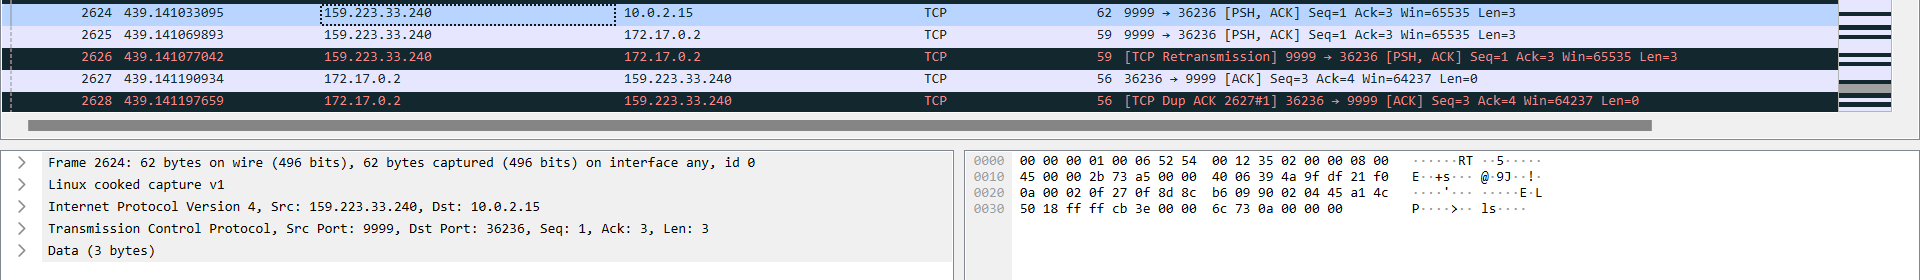 2624 439.141033095 159.223.33.240 10.0.2.15 TCP 62 9999 → 36236 [PSH, ACK] Seq=1 Ack=3 Win=65535 Len=3
2625 439.141069893 159.223.33.240 172.17.0.2 TCP 59 9999 → 36236 [PSH, ACK] Seq=1 Ack=3 Win=65535 Len=3
2626 439.141077042 159.223.33.240 172.17.0.2 TCP 59 [TCP Retransmission] 9999 → 36236 [PSH, ACK] Seq=1 Ack=3 Win=65535 Len=3
2627 439.141190934 172.17.0.2 159.223.33.240 TCP 56 36236 → 9999 [ACK] Seq=3 Ack=4 Win=64237 Len=0
2628 439.141197659 172.17.0.2 159.223.33.240 TCP 56 [TCP Dup ACK 2627#1] 36236 → 9999 [ACK] Seq=3 Ack=4 Win=64237 Len=0
Frame 2624: 62 bytes on wire (496 bits), 62 bytes captured (496 bits) on interface any, id 0
Linux cooked capture v1
Internet Protocol Version 4, Src: 159.223.33.240, Dst: 10.0.2.15
Transmission Control Protocol, Src Port: 9999, Dst Port: 36236, Seq: 1, Ack: 3, Len: 3
Data (3 bytes)
0000 00 00 00 01 00 06 52 54 00 12 35 02 00 00 08 00 ······RT ··5·····
0010 45 00 00 2b 73 a5 00 00 40 06 39 4a 9f df 21 f0 E··+s··· @·9J··!·
0020 0a 00 02 0f 27 0f 8d 8c b6 09 90 02 04 45 a1 4c ····'··· ·····E·L
0030 50 18 ff ff cb 3e 00 00 6c 73 0a 00 00 00 P····>·· ls····